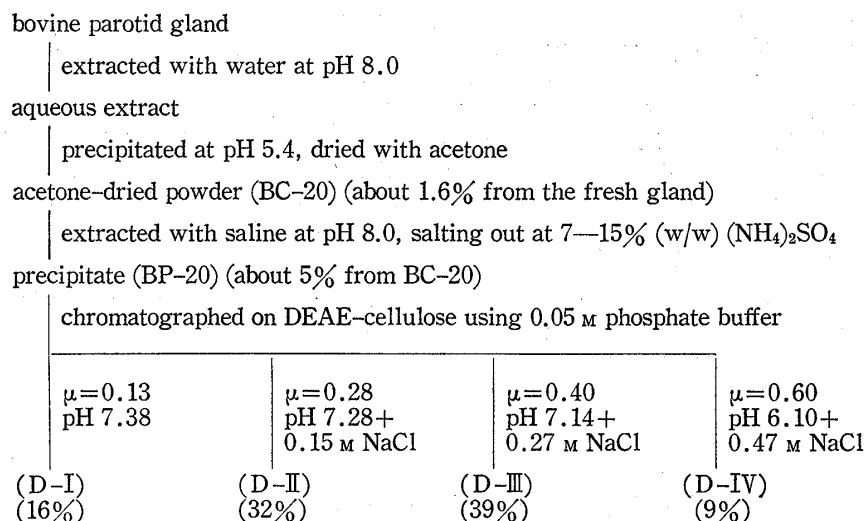 bovine parotid gland
extracted with water at pH 8.0
aqueous extract
precipitated at pH 5.4, dried with acetone
acetone-dried powder (BC-20) (about 1.6% from the fresh gland)
extracted with saline at pH 8.0, salting out at 7—15% (w/w) (NH₄)₂SO₄
precipitate (BP-20) (about 5% from BC-20)
chromatographed on DEAE-cellulose using 0.05 M phosphate buffer
μ=0.13 μ=0.28 μ=0.40 μ=0.60
pH 7.38 pH 7.28+ pH 7.14+ pH 6.10+
0.15 M NaCl 0.27 M NaCl 0.47 M NaCl
(D-I) (D-II) (D-III) (D-IV)
(16%) (32%) (39%) (9%)